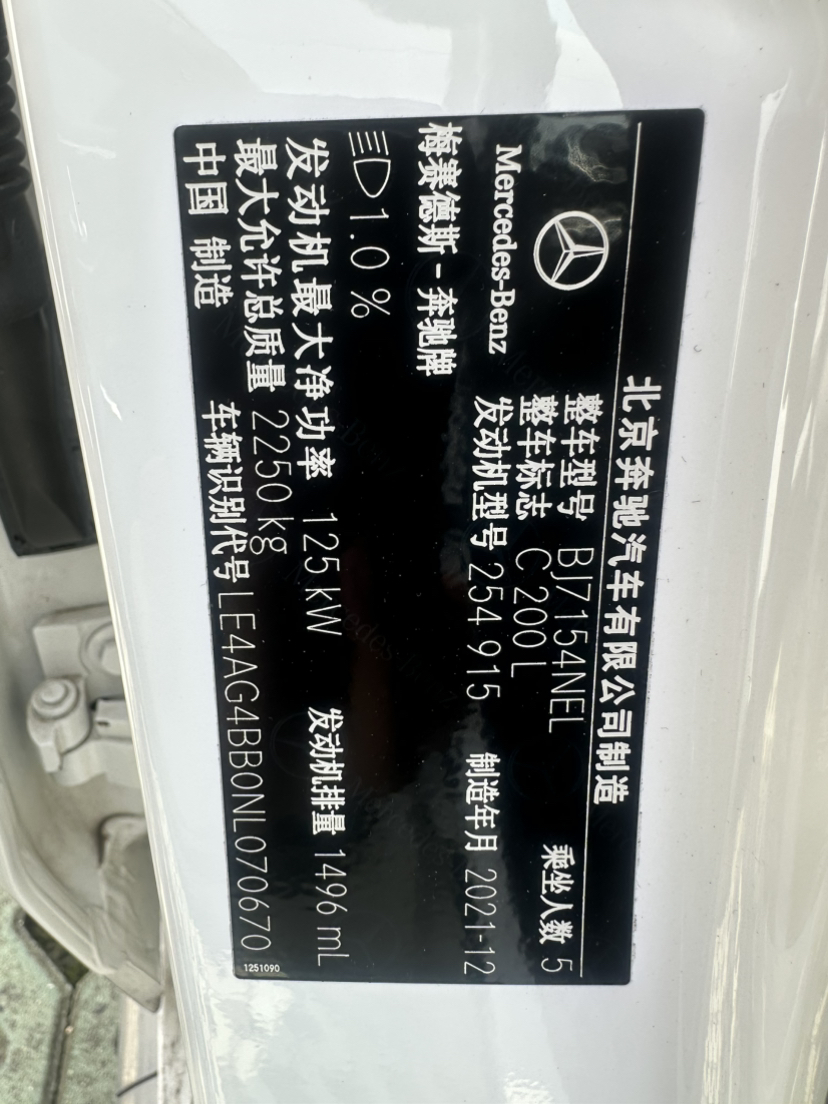 北京奔驰汽车有限公司制造
Mercedes-Benz
梅赛德斯-奔驰牌
整车型号 BJ7154NEL
整车标志 C 200 L
乘坐人数 5
发动机型号 254 915 制造年月 2021-12
1.0 %
发动机最大净功率 125kW 发动机排量 1496 mL
最大允许总质量 2250kg
中国 制造 车辆识别代号 LE4AG4BB0NL070670
1251090